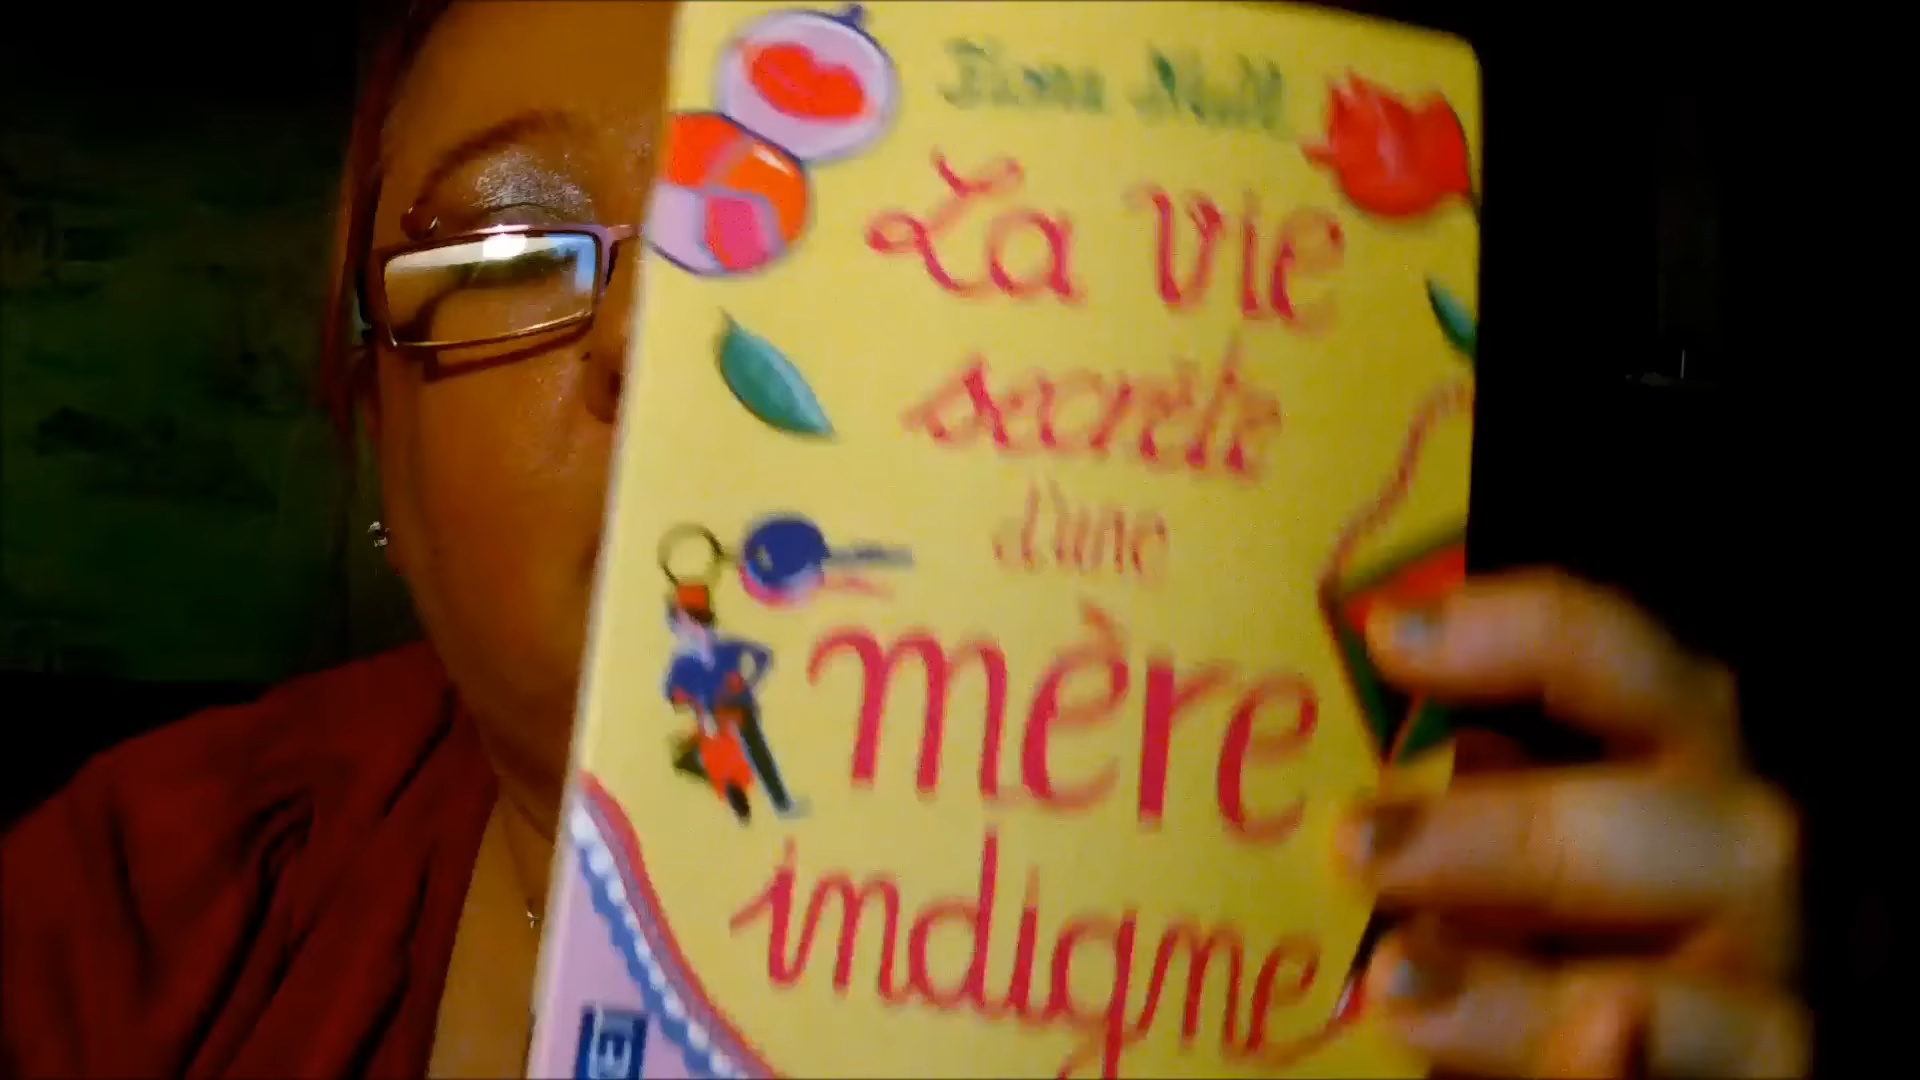 La vie
secrète
d'une
mère
indigne